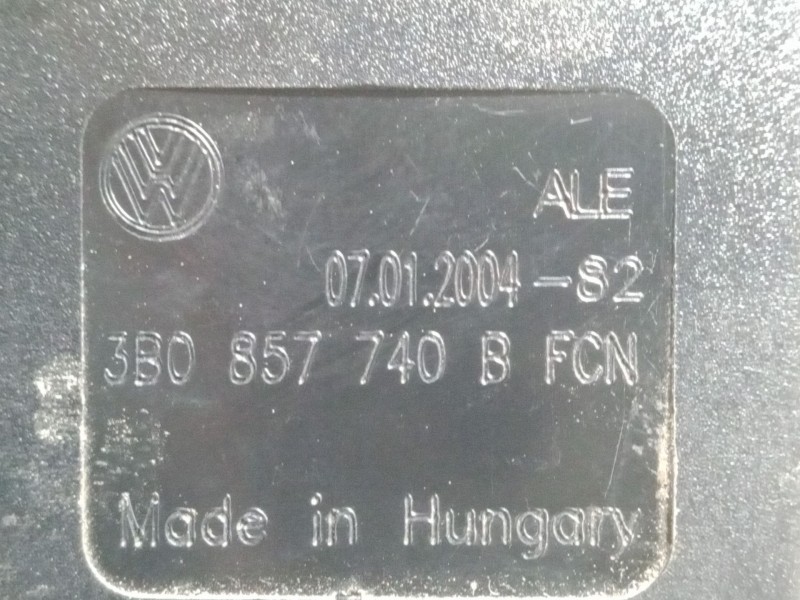 ALE
07.01.2004-82
3B0 857 740 B FCN
Made in Hungary